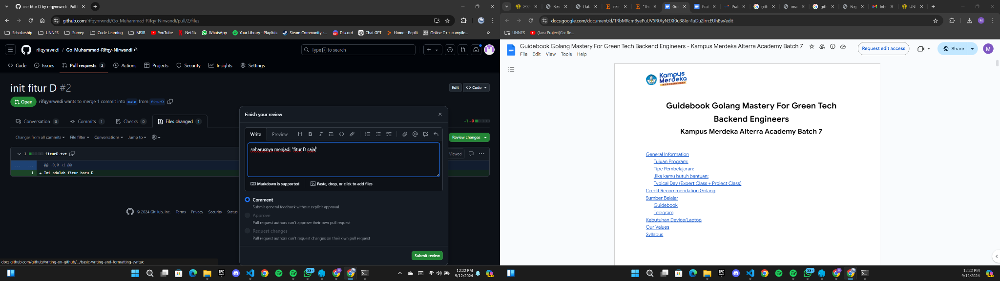 init fitur D by rifqynrwndi · Pull
github.com/rifqynrwndi/Go_Muhammad-Rifqy-Nirwandi/pull/2/files
Scholarship UNNES Survey Code Learning MSIB YouTube Netflix WhatsApp Your Library - Playlists Steam Community ::... Discord Chat GPT Home - Replit Online C++ compile... »
rifqynrwndi / Go_Muhammad-Rifqy-Nirwandi
Type / to search
Code Issues Pull requests 2 Actions Projects Security Insights Settings
init fitur D #2
Edit Code
Open rifqynrwndi wants to merge 1 commit into main from fiturD
Conversation 0 Commits 1 Checks 0 Files changed 1
+1 −0
Changes from all commits File filter Conversations Jump to
Review changes
1 fiturD.txt
Viewed
@@ -0,0 +1 @@
1 + Ini adalah fitur baru D
© 2024 GitHub, Inc. Terms Privacy Security Status
Finish your review
Write Preview
seharusnya menjadi "fitur D saja"
Markdown is supported
Paste, drop, or click to add files
Comment
Submit general feedback without explicit approval.
Approve
Pull request authors can't approve their own pull request
Request changes
Pull request authors can't request changes on their own pull request
Submit review
docs.github.com/github/writing-on-github/.../basic-writing-and-formatting-syntax
99+
12:22 PM
9/12/2024
202 Res Dat res "The Gui Pral Pral gith ima gith Reg Inb UNI
docs.google.com/document/d/1RbMRcmByePuUV5RtAyN3Xf0u38Io-4uDu2lrrcEUhBw/edit
UNNES (Java Project)Car Re...
Guidebook Golang Mastery For Green Tech Backend Engineers - Kampus Merdeka Alterra Academy Batch 7
File Edit View Tools Help
Request edit access
Share
M
Kampus
Merdeka
INDONESIA JAYA
Guidebook Golang Mastery For Green Tech
Backend Engineers
Kampus Merdeka Alterra Academy Batch 7
General Information
Tujuan Program:
Tipe Pembelajaran:
Jika kamu butuh bantuan:
Typical Day (Expert Class + Project Class)
Credit Recommendation Golang
Sumber Belajar
Guidebook
Telegram
Kebutuhan Device/Laptop
Our Values
Syllabus
99+
12:22 PM
9/12/2024